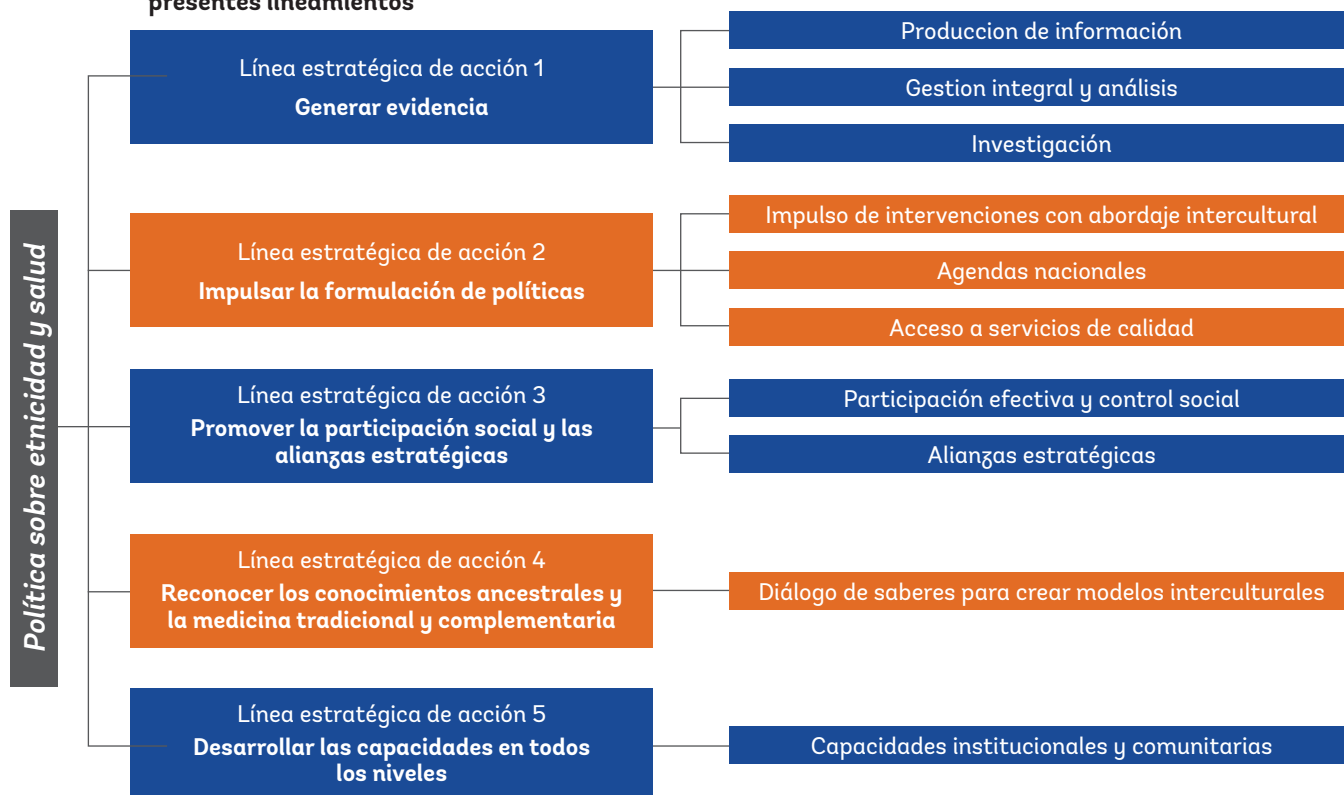 presentes lineamientos
Política sobre etnicidad y salud
Línea estratégica de acción 1
Generar evidencia
Produccion de información
Gestion integral y análisis
Investigación
Línea estratégica de acción 2
Impulsar la formulación de políticas
Impulso de intervenciones con abordaje intercultural
Agendas nacionales
Acceso a servicios de calidad
Línea estratégica de acción 3
Promover la participación social y las
alianzas estratégicas
Participación efectiva y control social
Alianzas estratégicas
Línea estratégica de acción 4
Reconocer los conocimientos ancestrales y
la medicina tradicional y complementaria
Diálogo de saberes para crear modelos interculturales
Línea estratégica de acción 5
Desarrollar las capacidades en todos
los niveles
Capacidades institucionales y comunitarias